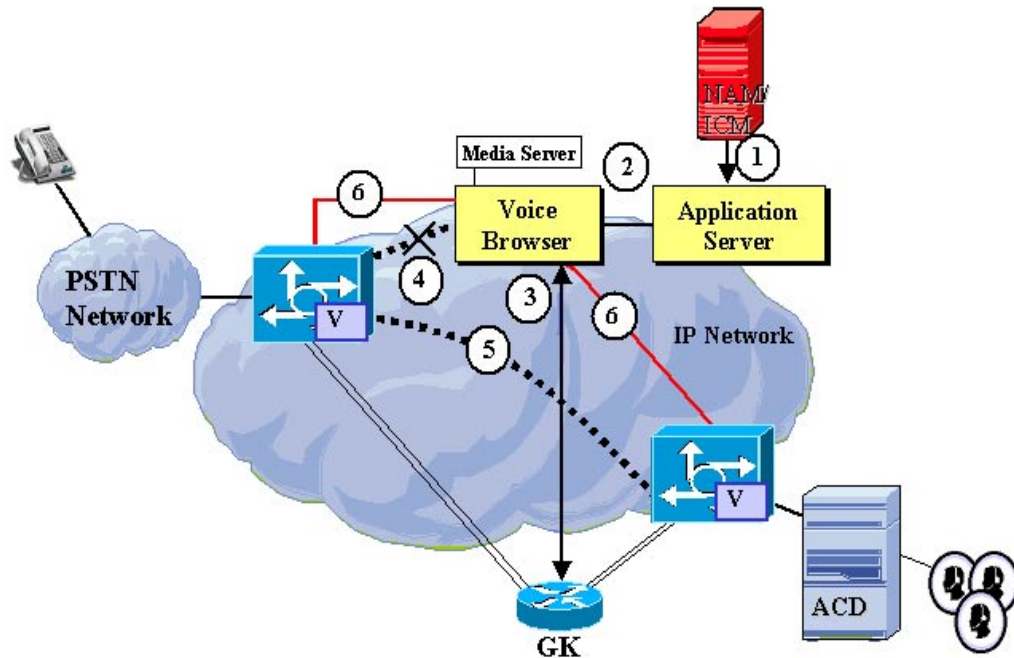 NAM/
ICM
1
Media Server
2
6
Voice
Browser
Application
Server
4
PSTN
Network
3
V
6
IP Network
5
V
ACD
GK